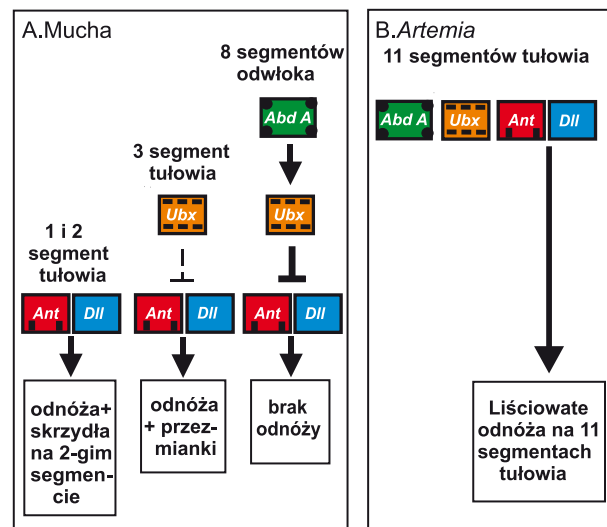 A.Mucha
8 segmentów
odwłoka
Abd A
3 segment
tułowia
Ubx
Ubx
1 i 2
segment
tułowia
Ant Dll
Ant Dll
Ant Dll
odnóża+
skrzydła
na 2-gim
segmen-
cie
odnóża
+ przez-
mianki
brak
odnóży
B.Artemia
11 segmentów tułowia
Abd A Ubx Ant Dll
Liściowate
odnóża na 11
segmentach
tułowia